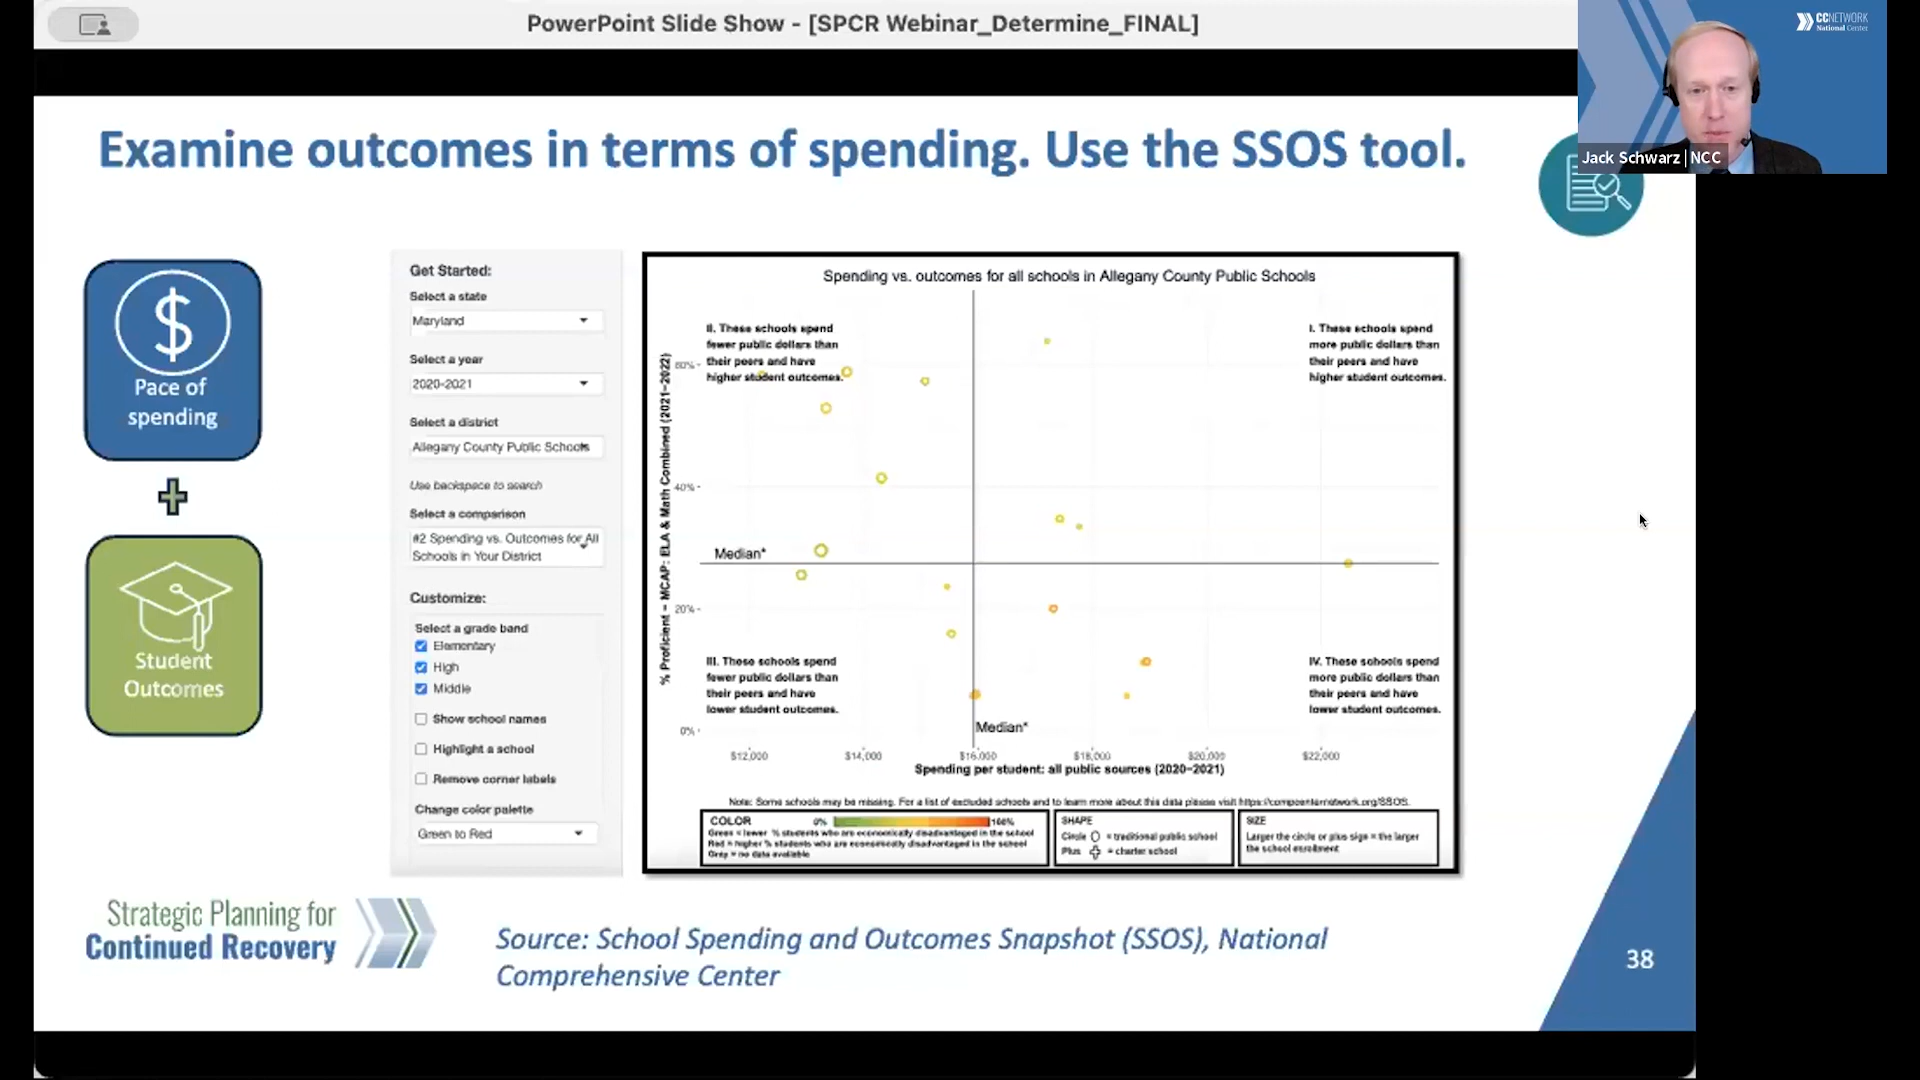 PowerPoint Slide Show - [SPCR Webinar_Determine_FINAL]
CCNETWORK
National Center
Jack Schwarz | NCC
Examine outcomes in terms of spending. Use the SSOS tool.
$
Pace of
spending
Student
Outcomes
Get Started:
Select a state
Maryland
Select a year
2020-2021
Select a district
Allegany County Public Schools
Use backspace to search
Select a comparison
#2 Spending vs. Outcomes for All
Schools in Your District
Customize:
Select a grade band
Elementary
High
Middle
Show school names
Highlight a school
Remove corner labels
Change color palette
Green to Red
Spending vs. outcomes for all schools in Allegany County Public Schools
II. These schools spend
fewer public dollars than
their peers and have
higher student outcomes.
I. These schools spend
more public dollars than
their peers and have
higher student outcomes.
% Proficient - MCAP: ELA & Math Combined (2021-2022)
60%
40%
Median*
20%
III. These schools spend
fewer public dollars than
their peers and have
lower student outcomes.
IV. These schools spend
more public dollars than
their peers and have
lower student outcomes.
0%
Median*
$12,000 $14,000 $16,000 $18,000 $20,000 $22,000
Spending per student: all public sources (2020-2021)
Note: Some schools may be missing. For a list of excluded schools and to learn more about this data please visit https://compcenternetwork.org/SSOS.
COLOR 0% 100%
Green = lower % students who are economically disadvantaged in the school
Red = higher % students who are economically disadvantaged in the school
Gray = no data available
SHAPE
Circle = traditional public school
Plus = charter school
SIZE
Larger the circle or plus sign = the larger
the school enrollment
Strategic Planning for
Continued Recovery
Source: School Spending and Outcomes Snapshot (SSOS), National
Comprehensive Center
38